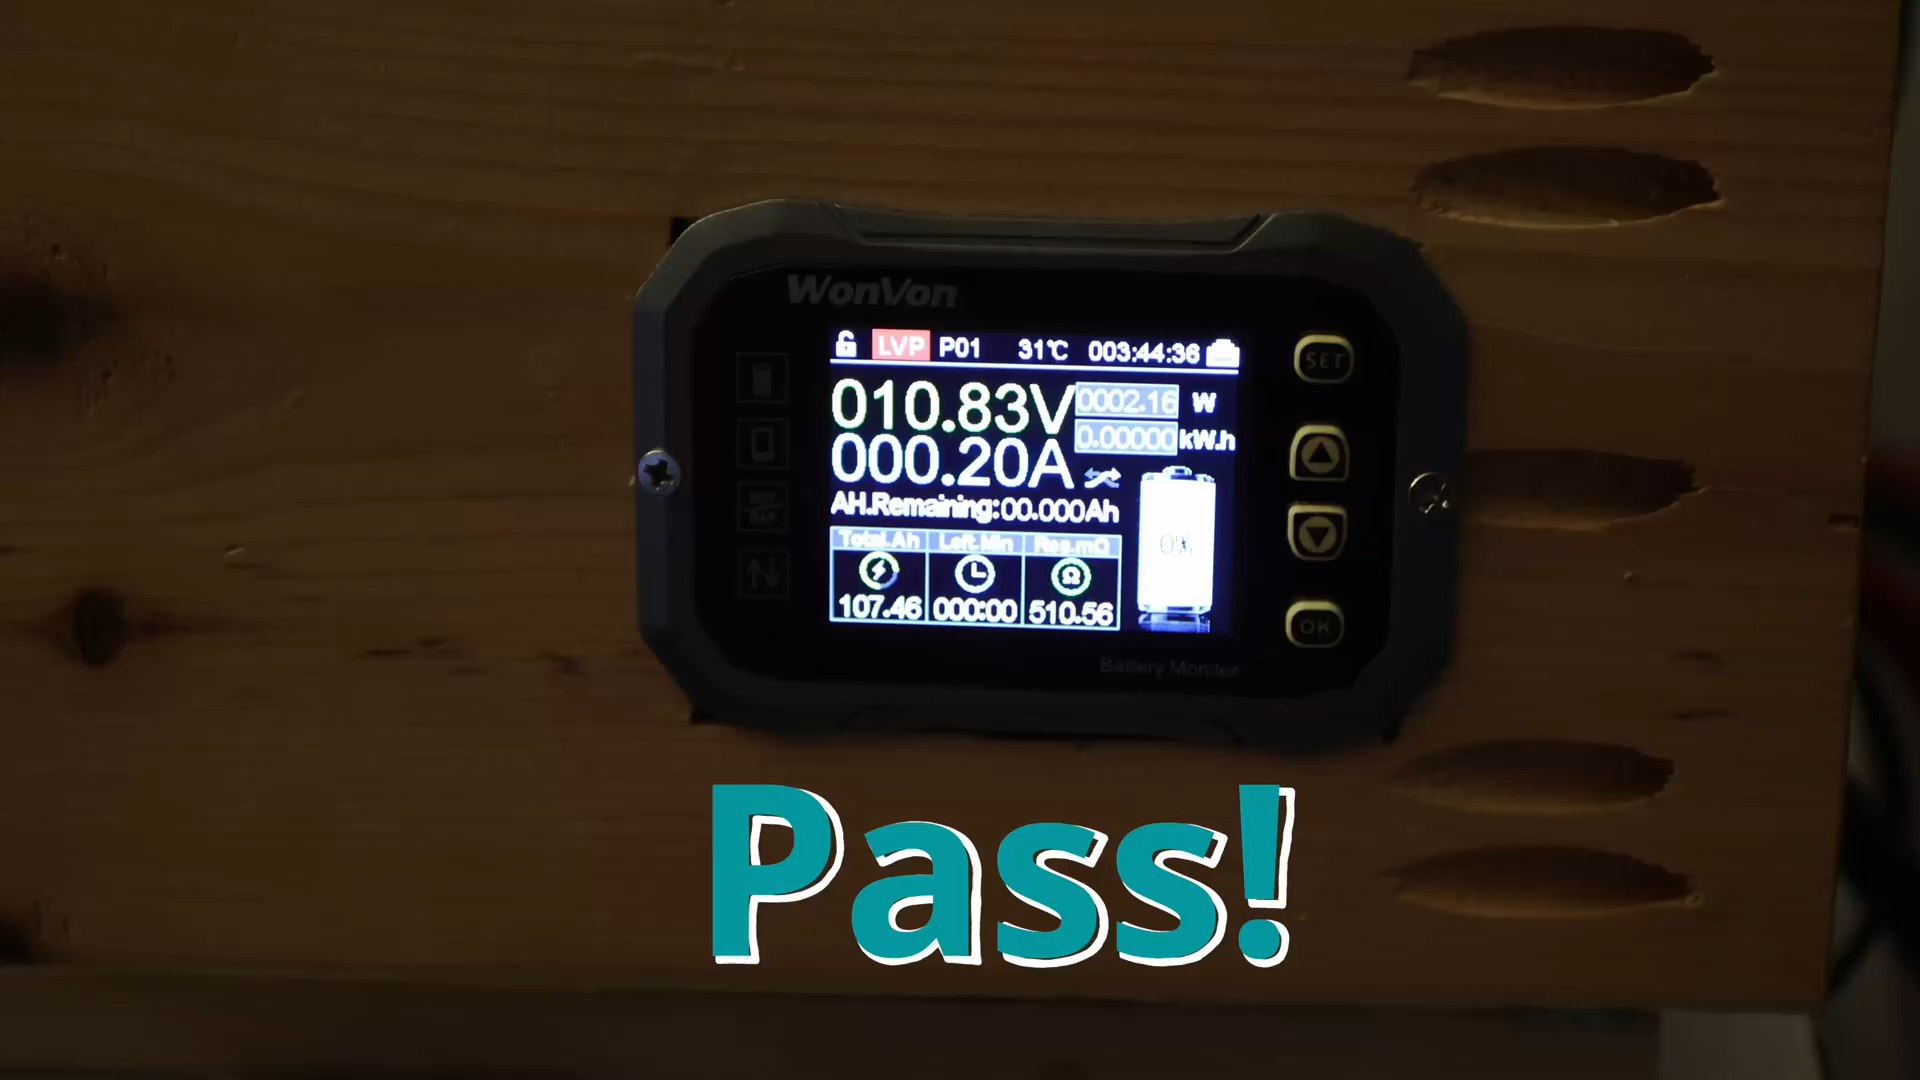 WonVon
LVP P01 31℃ 003:44:36
SET
010.83V 0002.16 W
0.00000 kW.h
000.20A
AH.Remaining:00.000Ah
Total.Ah Left.Min Res.mΩ
0%
Ω
107.46 000:00 510.56
OK
Battery Monitor
Pass!